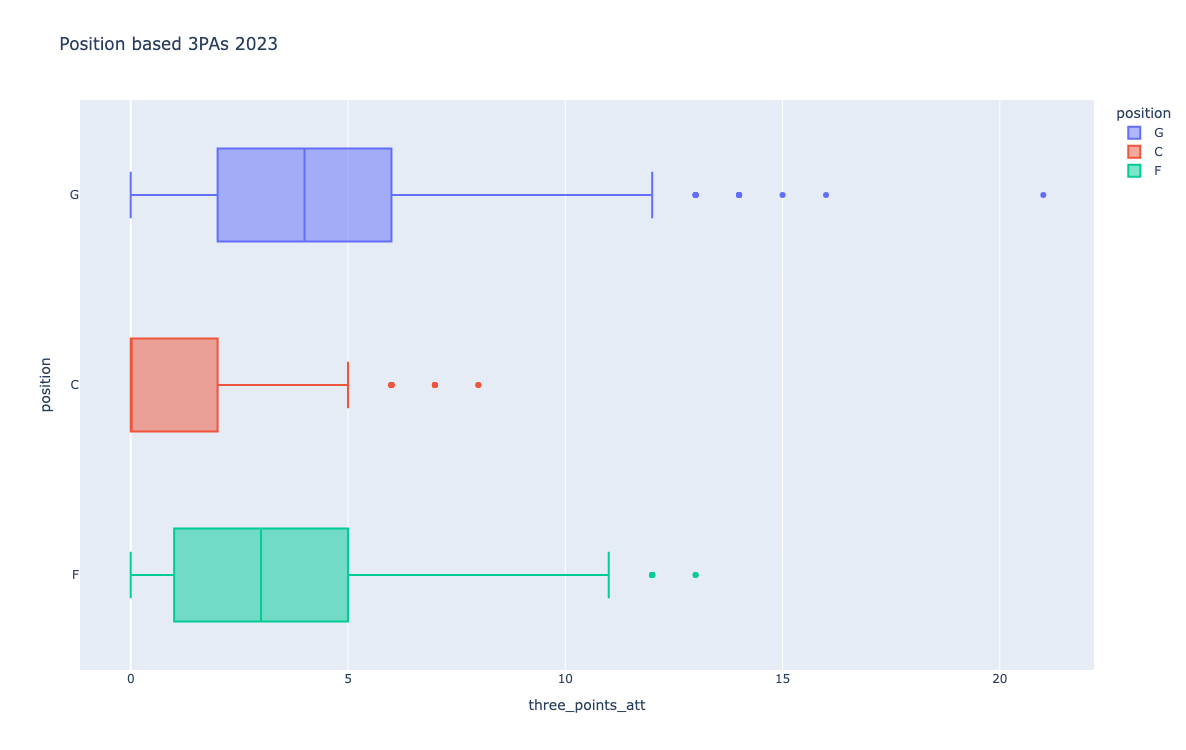 Position based 3PAs 2023
position
G
C
F
G
C
F
position
0 5 10 15 20
three_points_att